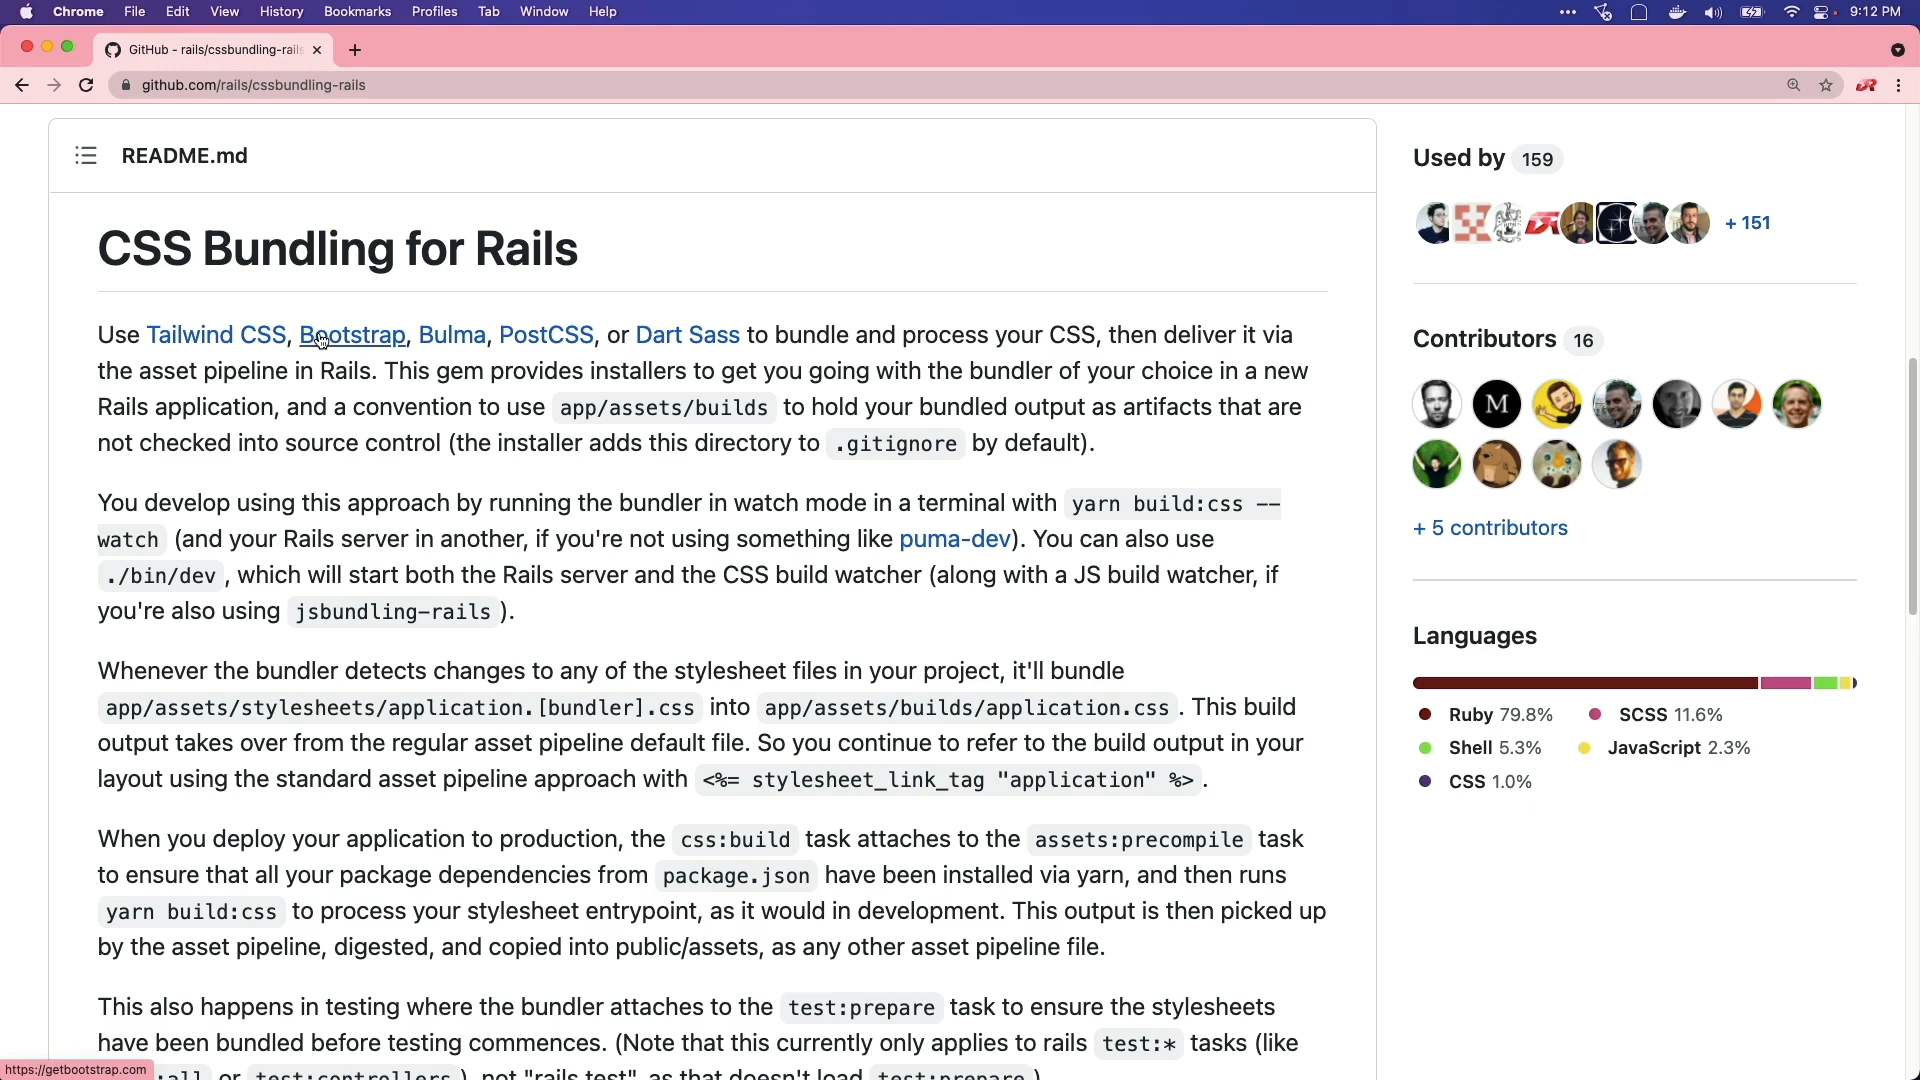 Chrome File Edit View History Bookmarks Profiles Tab Window Help 9:12 PM
GitHub - rails/cssbundling-rails
github.com/rails/cssbundling-rails
README.md
CSS Bundling for Rails
Use Tailwind CSS, Bootstrap, Bulma, PostCSS, or Dart Sass to bundle and process your CSS, then deliver it via
the asset pipeline in Rails. This gem provides installers to get you going with the bundler of your choice in a new
Rails application, and a convention to use app/assets/builds to hold your bundled output as artifacts that are
not checked into source control (the installer adds this directory to .gitignore by default).
You develop using this approach by running the bundler in watch mode in a terminal with yarn build:css --
watch (and your Rails server in another, if you're not using something like puma-dev). You can also use
./bin/dev , which will start both the Rails server and the CSS build watcher (along with a JS build watcher, if
you're also using jsbundling-rails ).
Whenever the bundler detects changes to any of the stylesheet files in your project, it'll bundle
app/assets/stylesheets/application.[bundler].css into app/assets/builds/application.css . This build
output takes over from the regular asset pipeline default file. So you continue to refer to the build output in your
layout using the standard asset pipeline approach with <%= stylesheet_link_tag "application" %> .
When you deploy your application to production, the css:build task attaches to the assets:precompile task
to ensure that all your package dependencies from package.json have been installed via yarn, and then runs
yarn build:css to process your stylesheet entrypoint, as it would in development. This output is then picked up
by the asset pipeline, digested, and copied into public/assets, as any other asset pipeline file.
This also happens in testing where the bundler attaches to the test:prepare task to ensure the stylesheets
have been bundled before testing commences. (Note that this currently only applies to rails test:* tasks (like
:all or test:controllers ), not "rails test", as that doesn't load test:prepare )
https://getbootstrap.com
Used by 159
+ 151
Contributors 16
M
+ 5 contributors
Languages
Ruby 79.8% SCSS 11.6%
Shell 5.3% JavaScript 2.3%
CSS 1.0%